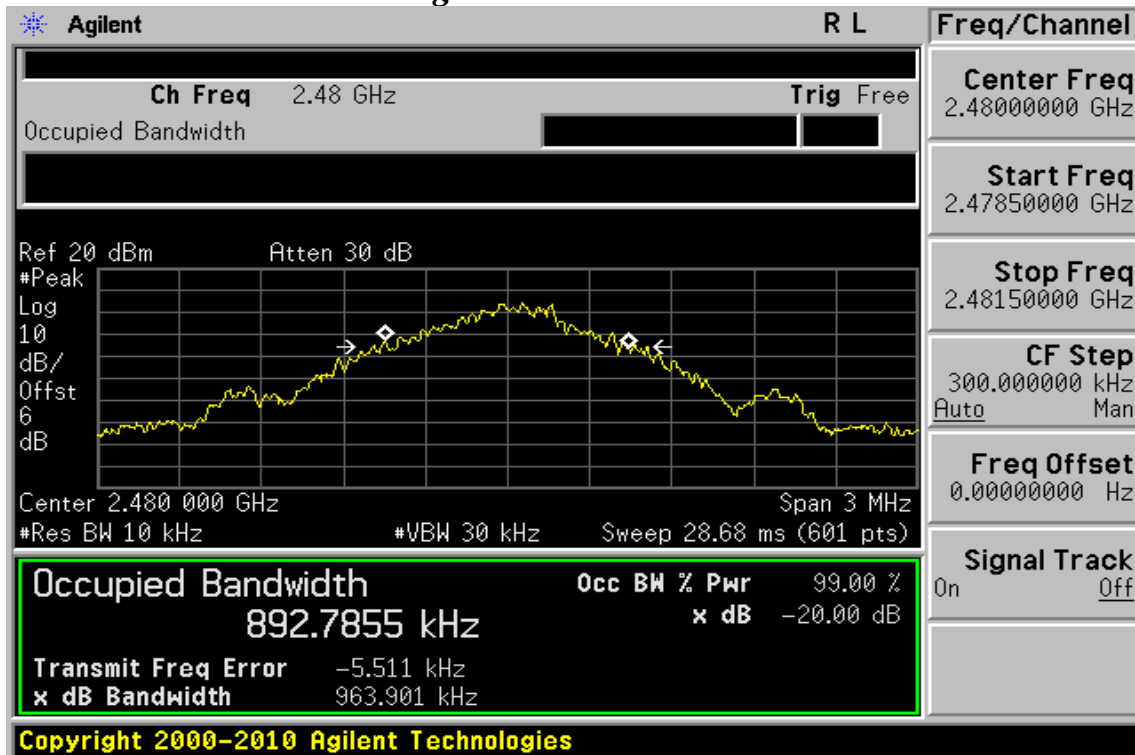 Agilent R L Freq/Channel
Ch Freq 2.48 GHz Trig Free
Occupied Bandwidth
Center Freq
2.48000000 GHz
Start Freq
2.47850000 GHz
Stop Freq
2.48150000 GHz
CF Step
300.000000 kHz
Auto Man
Freq Offset
0.00000000 Hz
Signal Track
On Off
Ref 20 dBm Atten 30 dB
#Peak
Log
10
dB/
Offst
6
dB
Center 2.480 000 GHz Span 3 MHz
#Res BW 10 kHz #VBW 30 kHz Sweep 28.68 ms (601 pts)
Occupied Bandwidth Occ BW % Pwr 99.00 %
892.7855 kHz x dB -20.00 dB
Transmit Freq Error -5.511 kHz
x dB Bandwidth 963.901 kHz
Copyright 2000-2010 Agilent Technologies